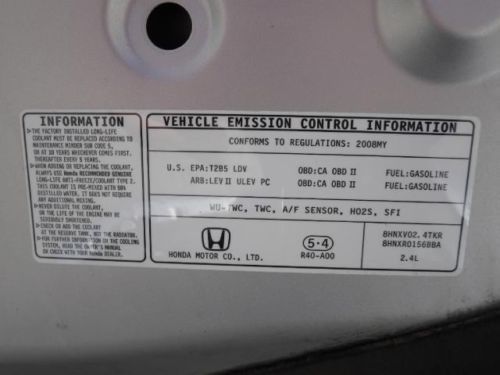 INFORMATION
▷THE FACTORY INSTALLED LONG-LIFE
COOLANT MUST BE REPLACED ACCORDING TO
MAINTENANCE MINDER SUB CODE 5,
OR AT 10 YEARS WHICHEVER COMES FIRST.
THEREAFTER EVERY 5 YEARS.
▷WHEN ADDING OR REPLACING THE COOLANT,
ALWAYS USE Honda RECOMMENDED GENUINE
LONG-LIFE ANTI-FREEZE/COOLANT TYPE 2.
THIS COOLANT IS PRE-MIXED WITH 50%
DISTILLED WATER. IT DOES NOT REQUIRE
ANY ADDITIONAL MIXING.
▷NEVER DILUTE THE COOLANT,
OR THE LIFE OF THE ENGINE MAY BE
SERIOUSLY SHORTENED.
▷CHECK OR ADD THE COOLANT
AT THE RESERVE TANK, NOT THE RADIATOR.
▷FOR FURTHER INFORMATION ON THE COOLING
SYSTEM, READ THE OWNER'S MANUAL
OR CHECK WITH YOUR Honda DEALER.
VEHICLE EMISSION CONTROL INFORMATION
CONFORMS TO REGULATIONS: 2008MY
U.S. EPA:T2B5 LDV OBD:CA OBD II FUEL:GASOLINE
ARB:LEV II ULEV PC OBD:CA OBD II FUEL:GASOLINE
WU-TWC, TWC, A/F SENSOR, HO2S, SFI
HONDA MOTOR CO., LTD.
5-4
R40-A00
8HNXV02.4TKR
8HNXR0156BBA
2.4L